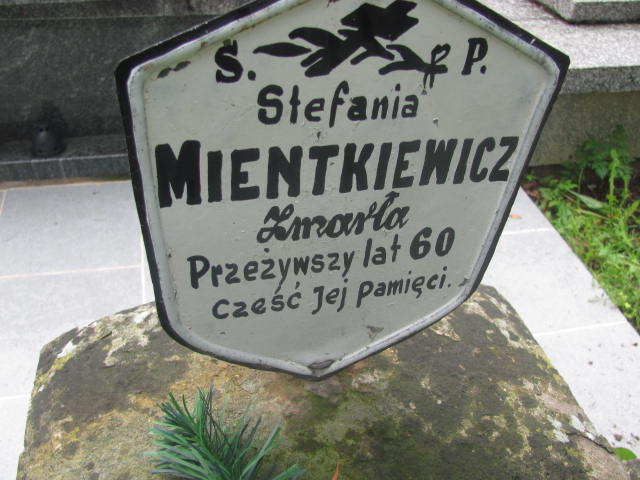 Ś. P.
Stefania
MIENTKIEWICZ
Zmarła
Przeżywszy lat 60
cześć Jej pamięci.